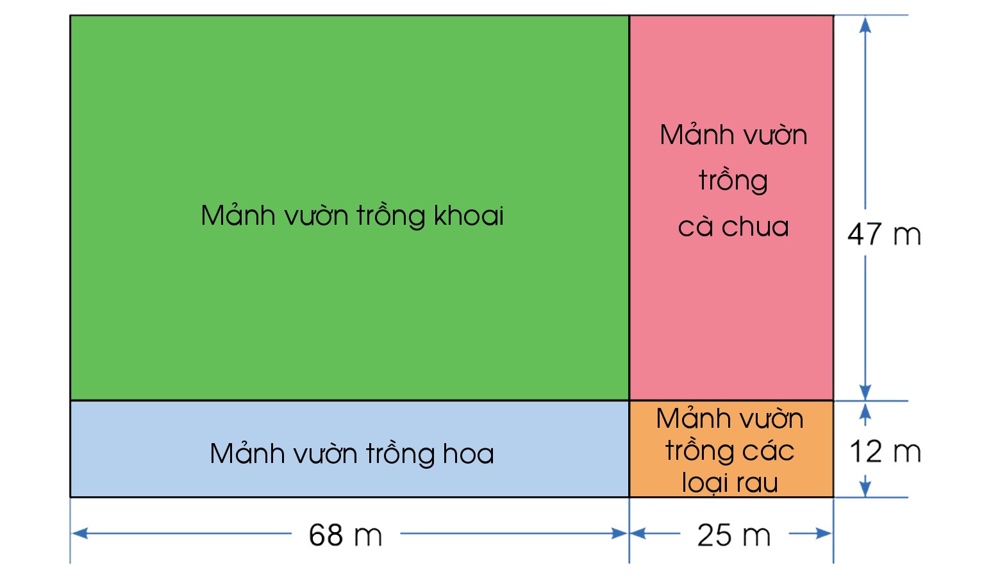 Mảnh vườn trồng khoai
Mảnh vườn
trồng
cà chua
47 m
Mảnh vườn trồng hoa
Mảnh vườn
trồng các
loại rau
12 m
68 m
25 m